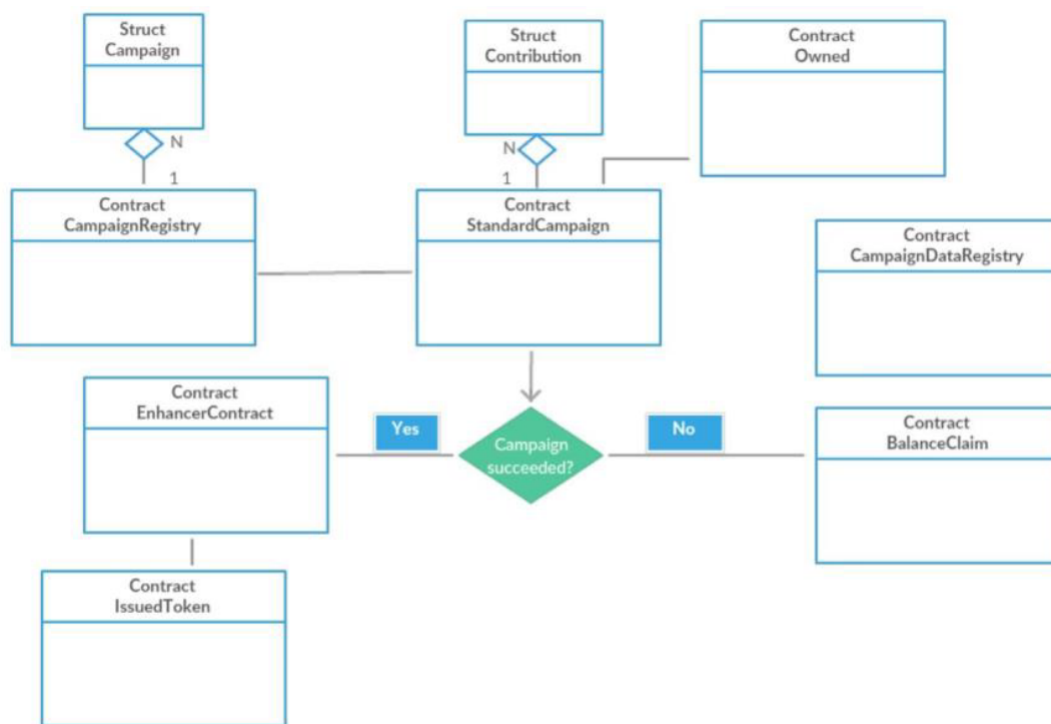 Struct
Campaign
Struct
Contribution
Contract
Owned
N
1
N
1
Contract
CampaignRegistry
Contract
StandardCampaign
Contract
CampaignDataRegistry
Contract
EnhancerContract
Yes
Campaign
succeeded?
No
Contract
BalanceClaim
Contract
IssuedToken